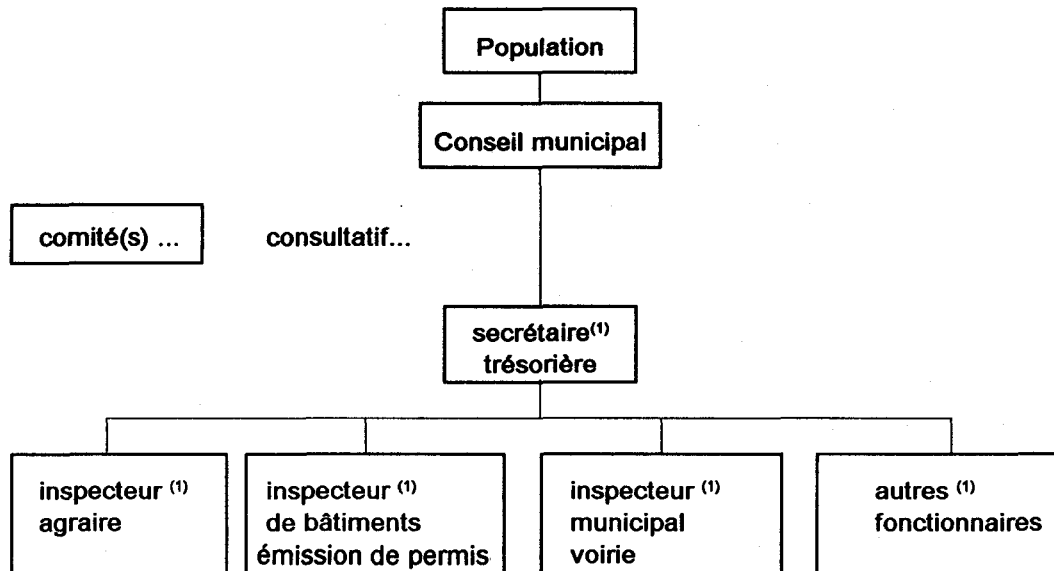 Population
Conseil municipal
comité(s) ... consultatif...
secrétaire(1)
trésorière
inspecteur (1)
agraire
inspecteur (1)
de bâtiments
émission de permis
inspecteur (1)
municipal
voirie
autres (1)
fonctionnaires